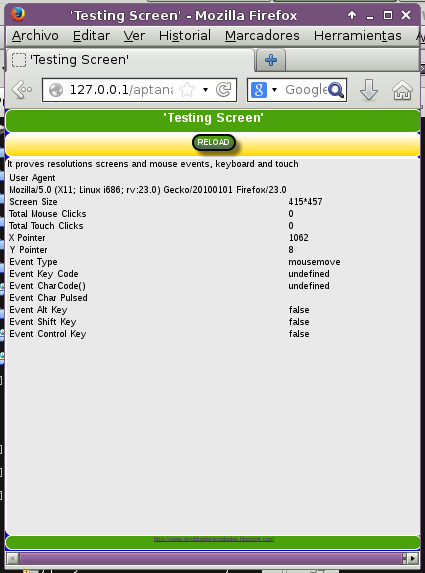 'Testing Screen' - Mozilla Firefox
Archivo Editar Ver Historial Marcadores Herramientas
'Testing Screen'
127.0.0.1/aptana Google
'Testing Screen'
RELOAD
It proves resolutions screens and mouse events, keyboard and touch
User Agent
Mozilla/5.0 (X11; Linux i686; rv:23.0) Gecko/20100101 Firefox/23.0
Screen Size 415*457
Total Mouse Clicks 0
Total Touch Clicks 0
X Pointer 1062
Y Pointer 8
Event Type mousemove
Event Key Code undefined
Event CharCode() undefined
Event Char Pulsed
Event Alt Key false
Event Shift Key false
Event Control Key false